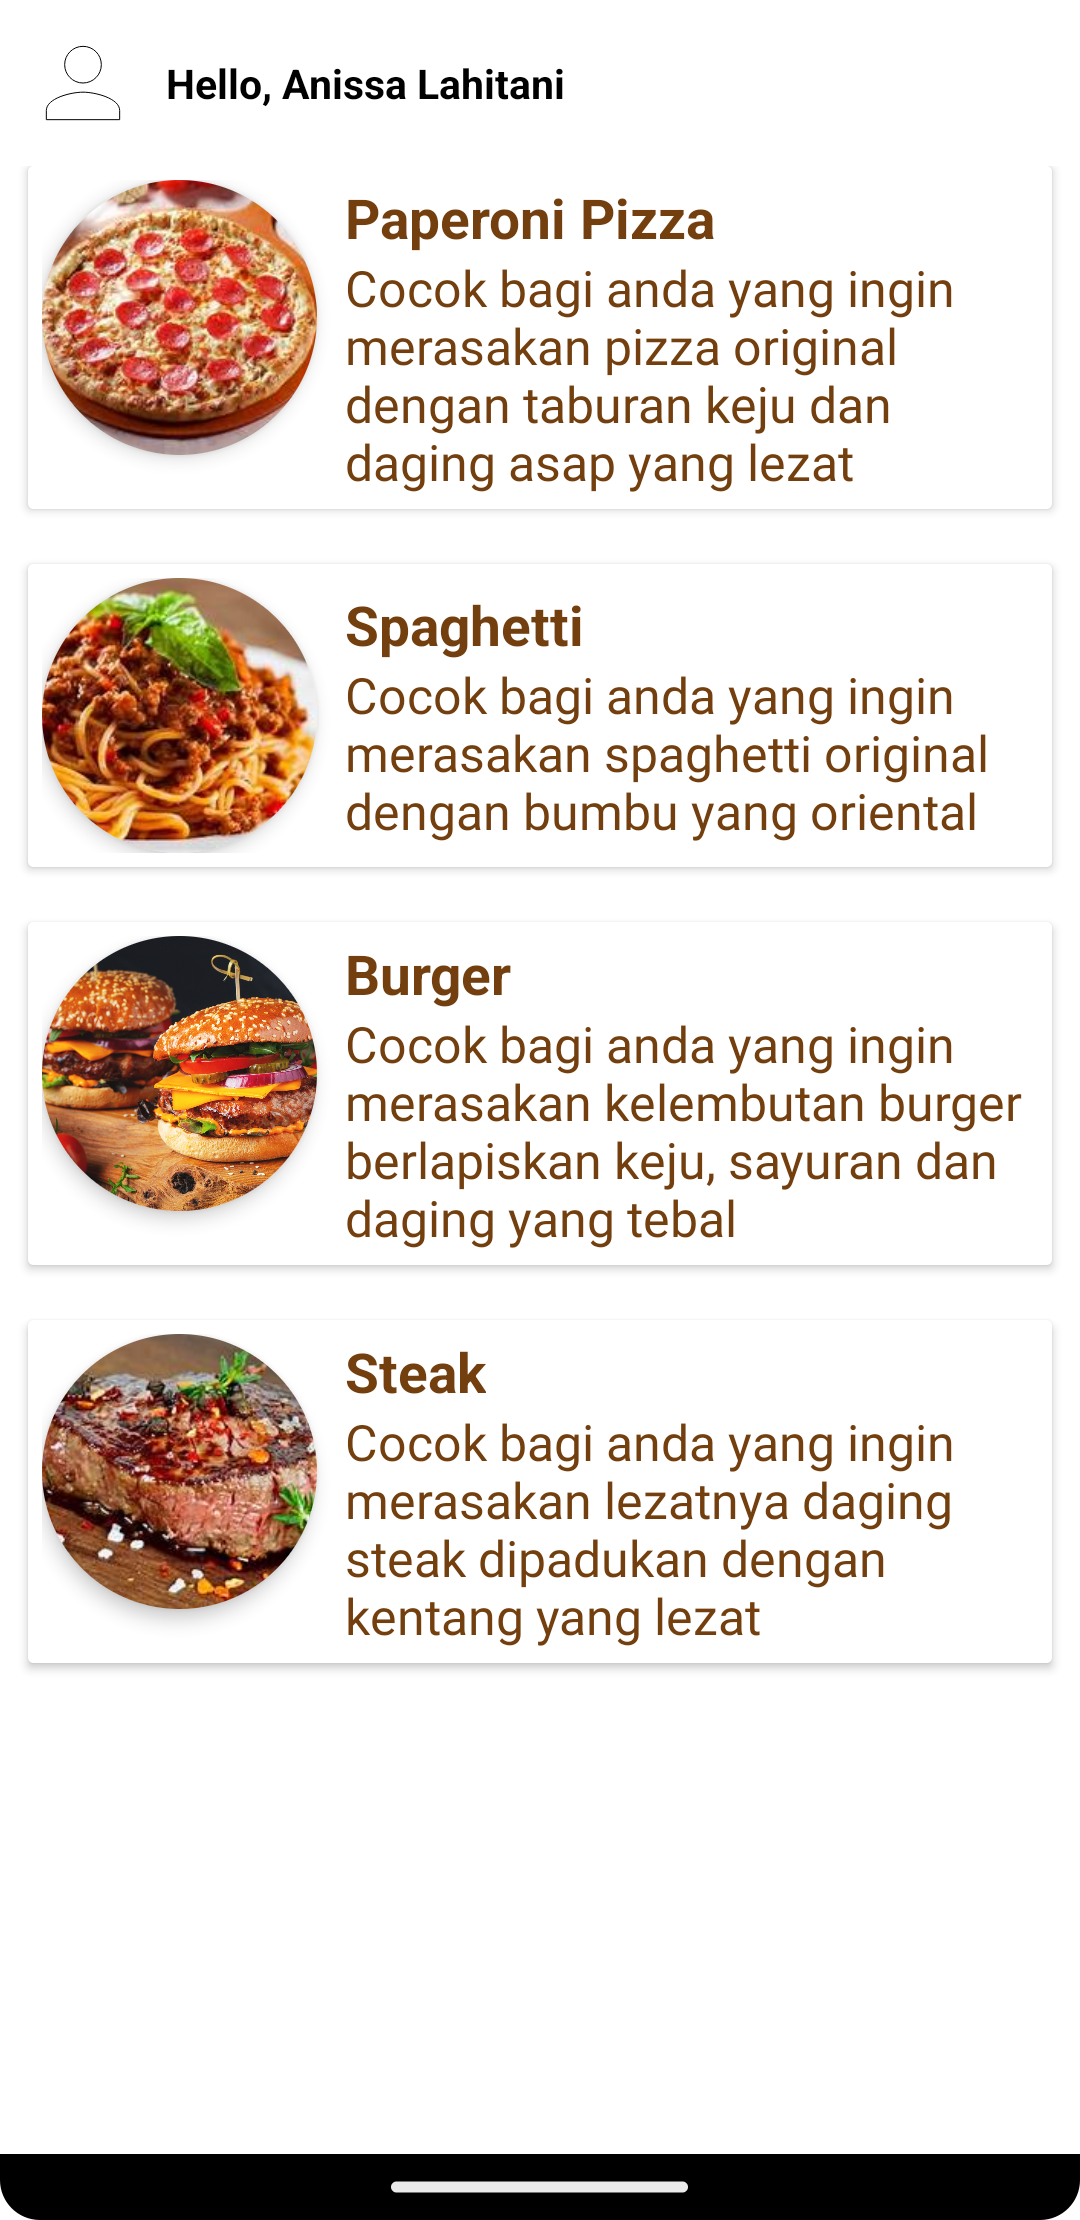 Hello, Anissa Lahitani
Paperoni Pizza
Cocok bagi anda yang ingin
merasakan pizza original
dengan taburan keju dan
daging asap yang lezat
Spaghetti
Cocok bagi anda yang ingin
merasakan spaghetti original
dengan bumbu yang oriental
Burger
Cocok bagi anda yang ingin
merasakan kelembutan burger
berlapiskan keju, sayuran dan
daging yang tebal
Steak
Cocok bagi anda yang ingin
merasakan lezatnya daging
steak dipadukan dengan
kentang yang lezat